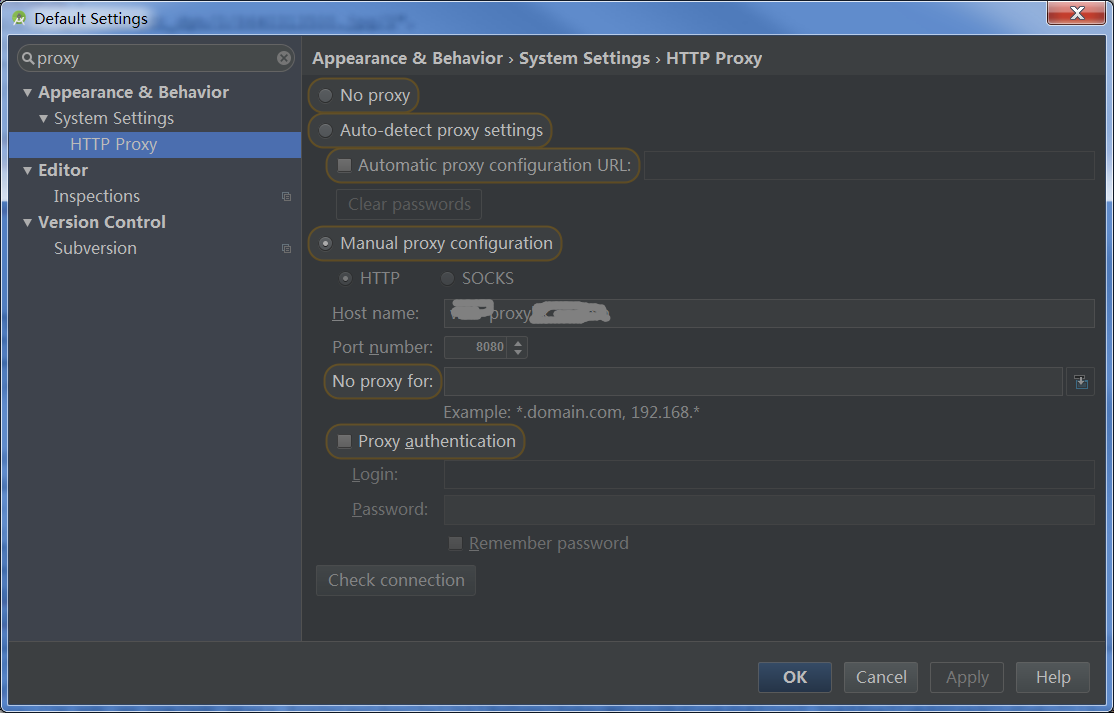 Default Settings
proxy
Appearance & Behavior
System Settings
HTTP Proxy
Editor
Inspections
Version Control
Subversion
Appearance & Behavior › System Settings › HTTP Proxy
No proxy
Auto-detect proxy settings
Automatic proxy configuration URL:
Clear passwords
Manual proxy configuration
HTTP SOCKS
Host name: proxy
Port number: 8080
No proxy for:
Example: *.domain.com, 192.168.*
Proxy authentication
Login:
Password:
Remember password
Check connection
OK Cancel Apply Help